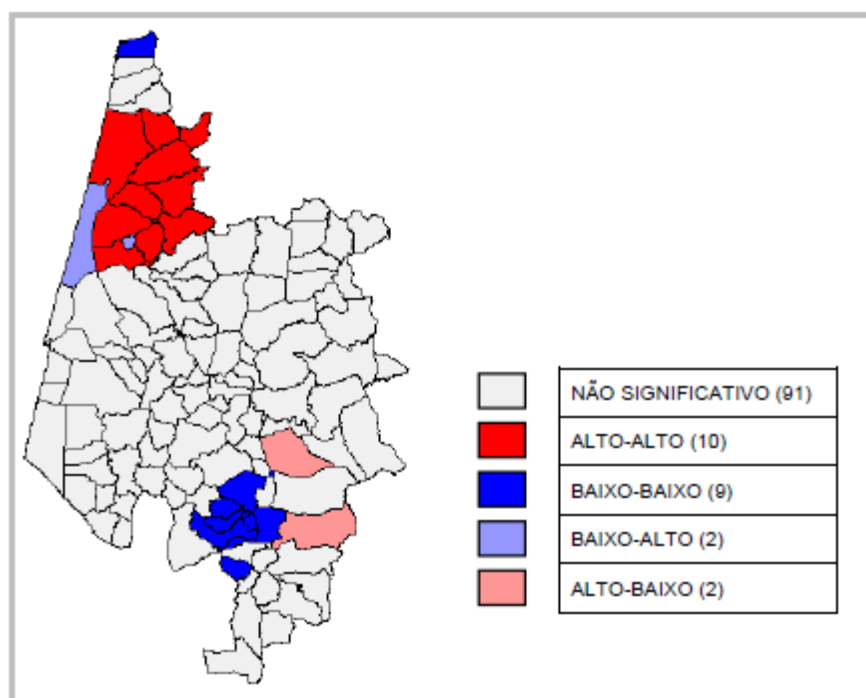 NÃO SIGNIFICATIVO (91)
ALTO-ALTO (10)
BAIXO-BAIXO (9)
BAIXO-ALTO (2)
ALTO-BAIXO (2)